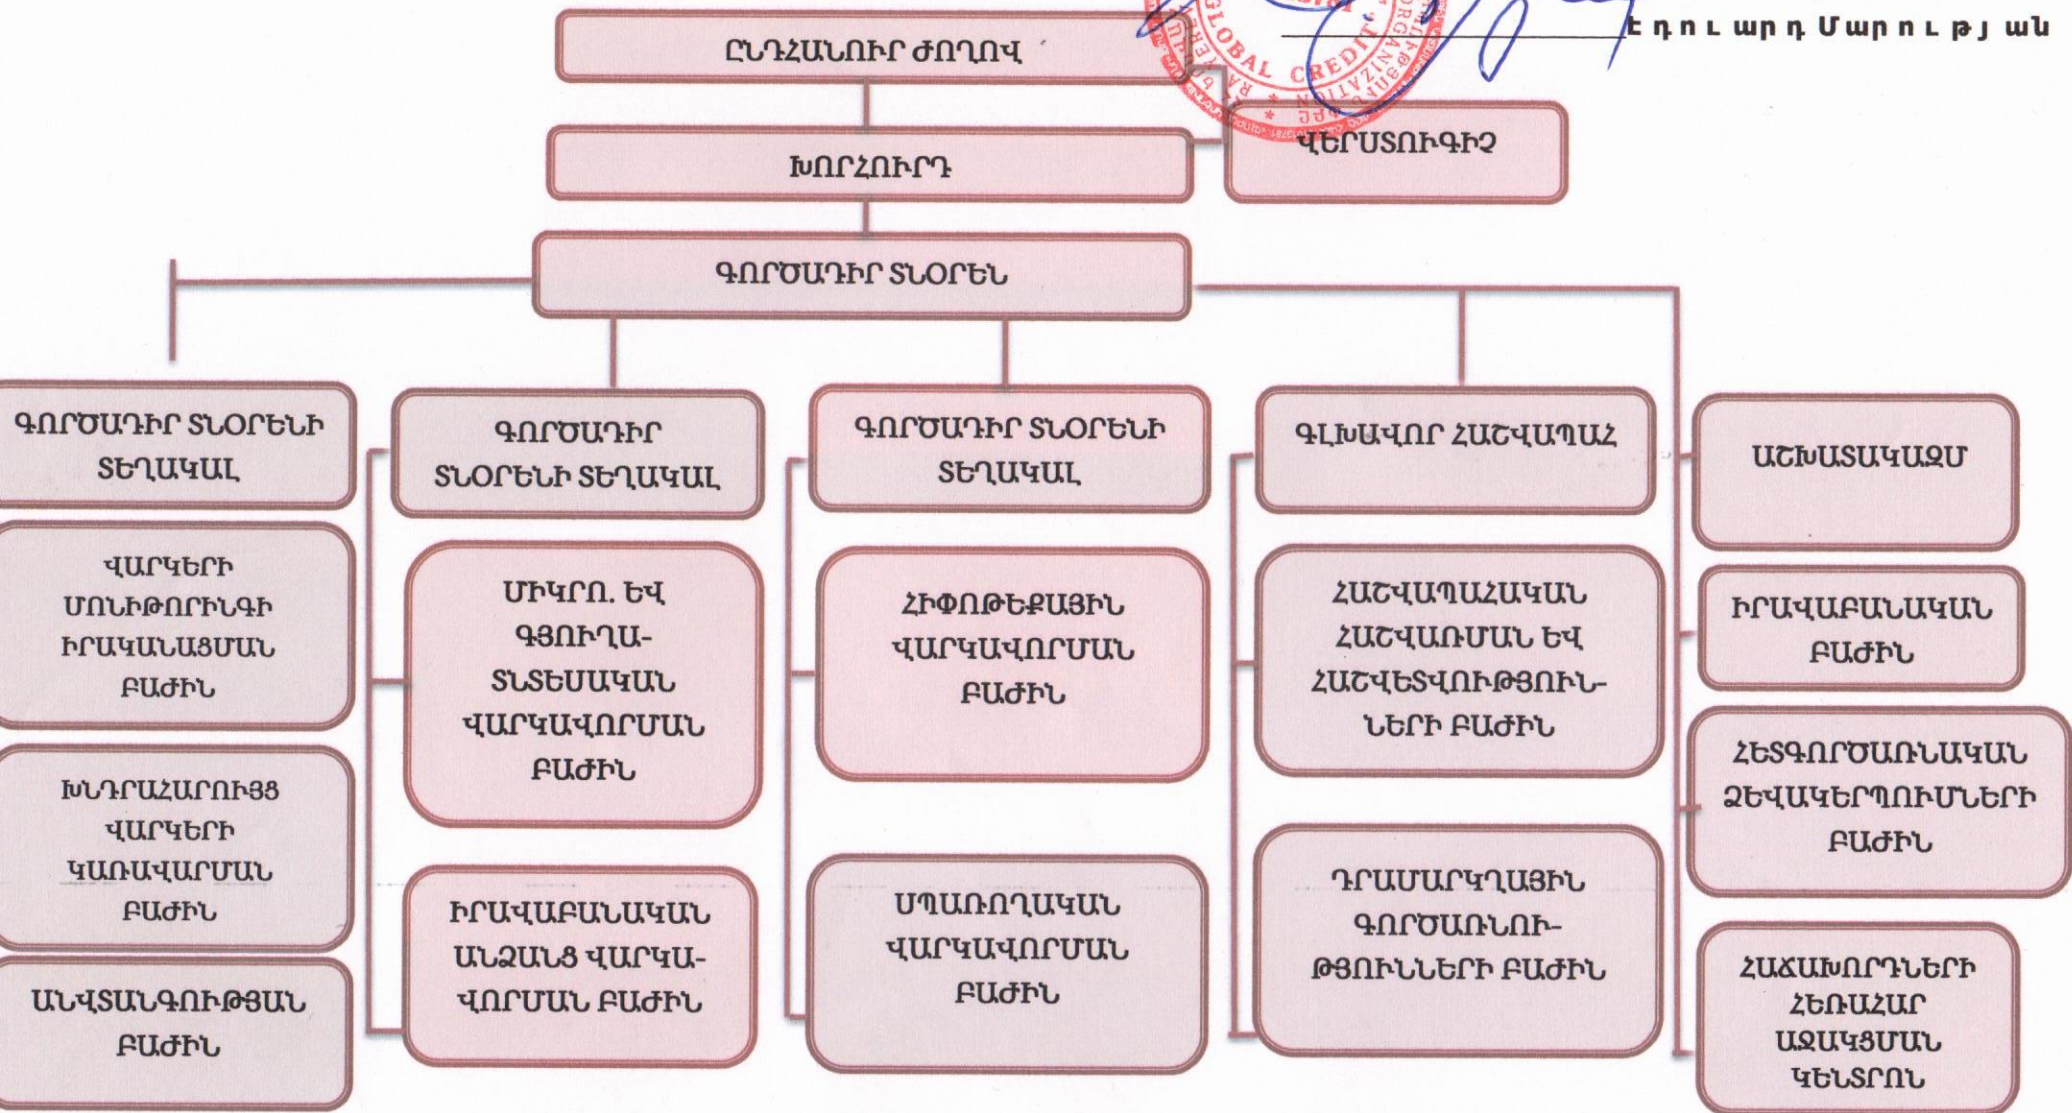 Էդուարդ Մարության
GLOBAL CREDIT
ORGANIZATION
ԸՆԴՀԱՆՈՒՐ ԺՈՂՈՎ
ԽՈՐՀՈՒՐԴ
ՎԵՐՍՏՈՒԳԻՉ
ԳՈՐԾԱԴԻՐ ՏՆՕՐԵՆ
ԳՈՐԾԱԴԻՐ ՏՆՕՐԵՆԻ
ՏԵՂԱԿԱԼ
ՎԱՐԿԵՐԻ
ՄՈՆԻԹՈՐԻՆԳԻ
ԻՐԱԿԱՆԱՑՄԱՆ
ԲԱԺԻՆ
ԽՆԴՐԱՀԱՐՈՒՅՑ
ՎԱՐԿԵՐԻ
ԿԱՌԱՎԱՐՄԱՆ
ԲԱԺԻՆ
ԱՆՎՏԱՆԳՈՒԹՅԱՆ
ԲԱԺԻՆ
ԳՈՐԾԱԴԻՐ
ՏՆՕՐԵՆԻ ՏԵՂԱԿԱԼ
ՄԻԿՐՈ. ԵՎ
ԳՅՈՒՂԱ-
ՏՆՏԵՍԱԿԱՆ
ՎԱՐԿԱՎՈՐՄԱՆ
ԲԱԺԻՆ
ԻՐԱՎԱԲԱՆԱԿԱՆ
ԱՆՁԱՆՑ ՎԱՐԿԱ-
ՎՈՐՄԱՆ ԲԱԺԻՆ
ԳՈՐԾԱԴԻՐ ՏՆՕՐԵՆԻ
ՏԵՂԱԿԱԼ
ՀԻՓՈԹԵՔԱՅԻՆ
ՎԱՐԿԱՎՈՐՄԱՆ
ԲԱԺԻՆ
ՍՊԱՌՈՂԱԿԱՆ
ՎԱՐԿԱՎՈՐՄԱՆ
ԲԱԺԻՆ
ԳԼԽԱՎՈՐ ՀԱՇՎԱՊԱՀ
ՀԱՇՎԱՊԱՀԱԿԱՆ
ՀԱՇՎԱՌՄԱՆ ԵՎ
ՀԱՇՎԵՏՎՈՒԹՅՈՒՆ-
ՆԵՐԻ ԲԱԺԻՆ
ԴՐԱՄԱՐԿՂԱՅԻՆ
ԳՈՐԾԱՌՆՈՒ-
ԹՅՈՒՆՆԵՐԻ ԲԱԺԻՆ
ԱՇԽԱՏԱԿԱԶՄ
ԻՐԱՎԱԲԱՆԱԿԱՆ
ԲԱԺԻՆ
ՀԵՏԳՈՐԾԱՌՆԱԿԱՆ
ՁԵՎԱԿԵՐՊՈՒՄՆԵՐԻ
ԲԱԺԻՆ
ՀԱՃԱԽՈՐԴՆԵՐԻ
ՀԵՌԱՀԱՐ
ԱՋԱԿՑՄԱՆ
ԿԵՆՏՐՈՆ